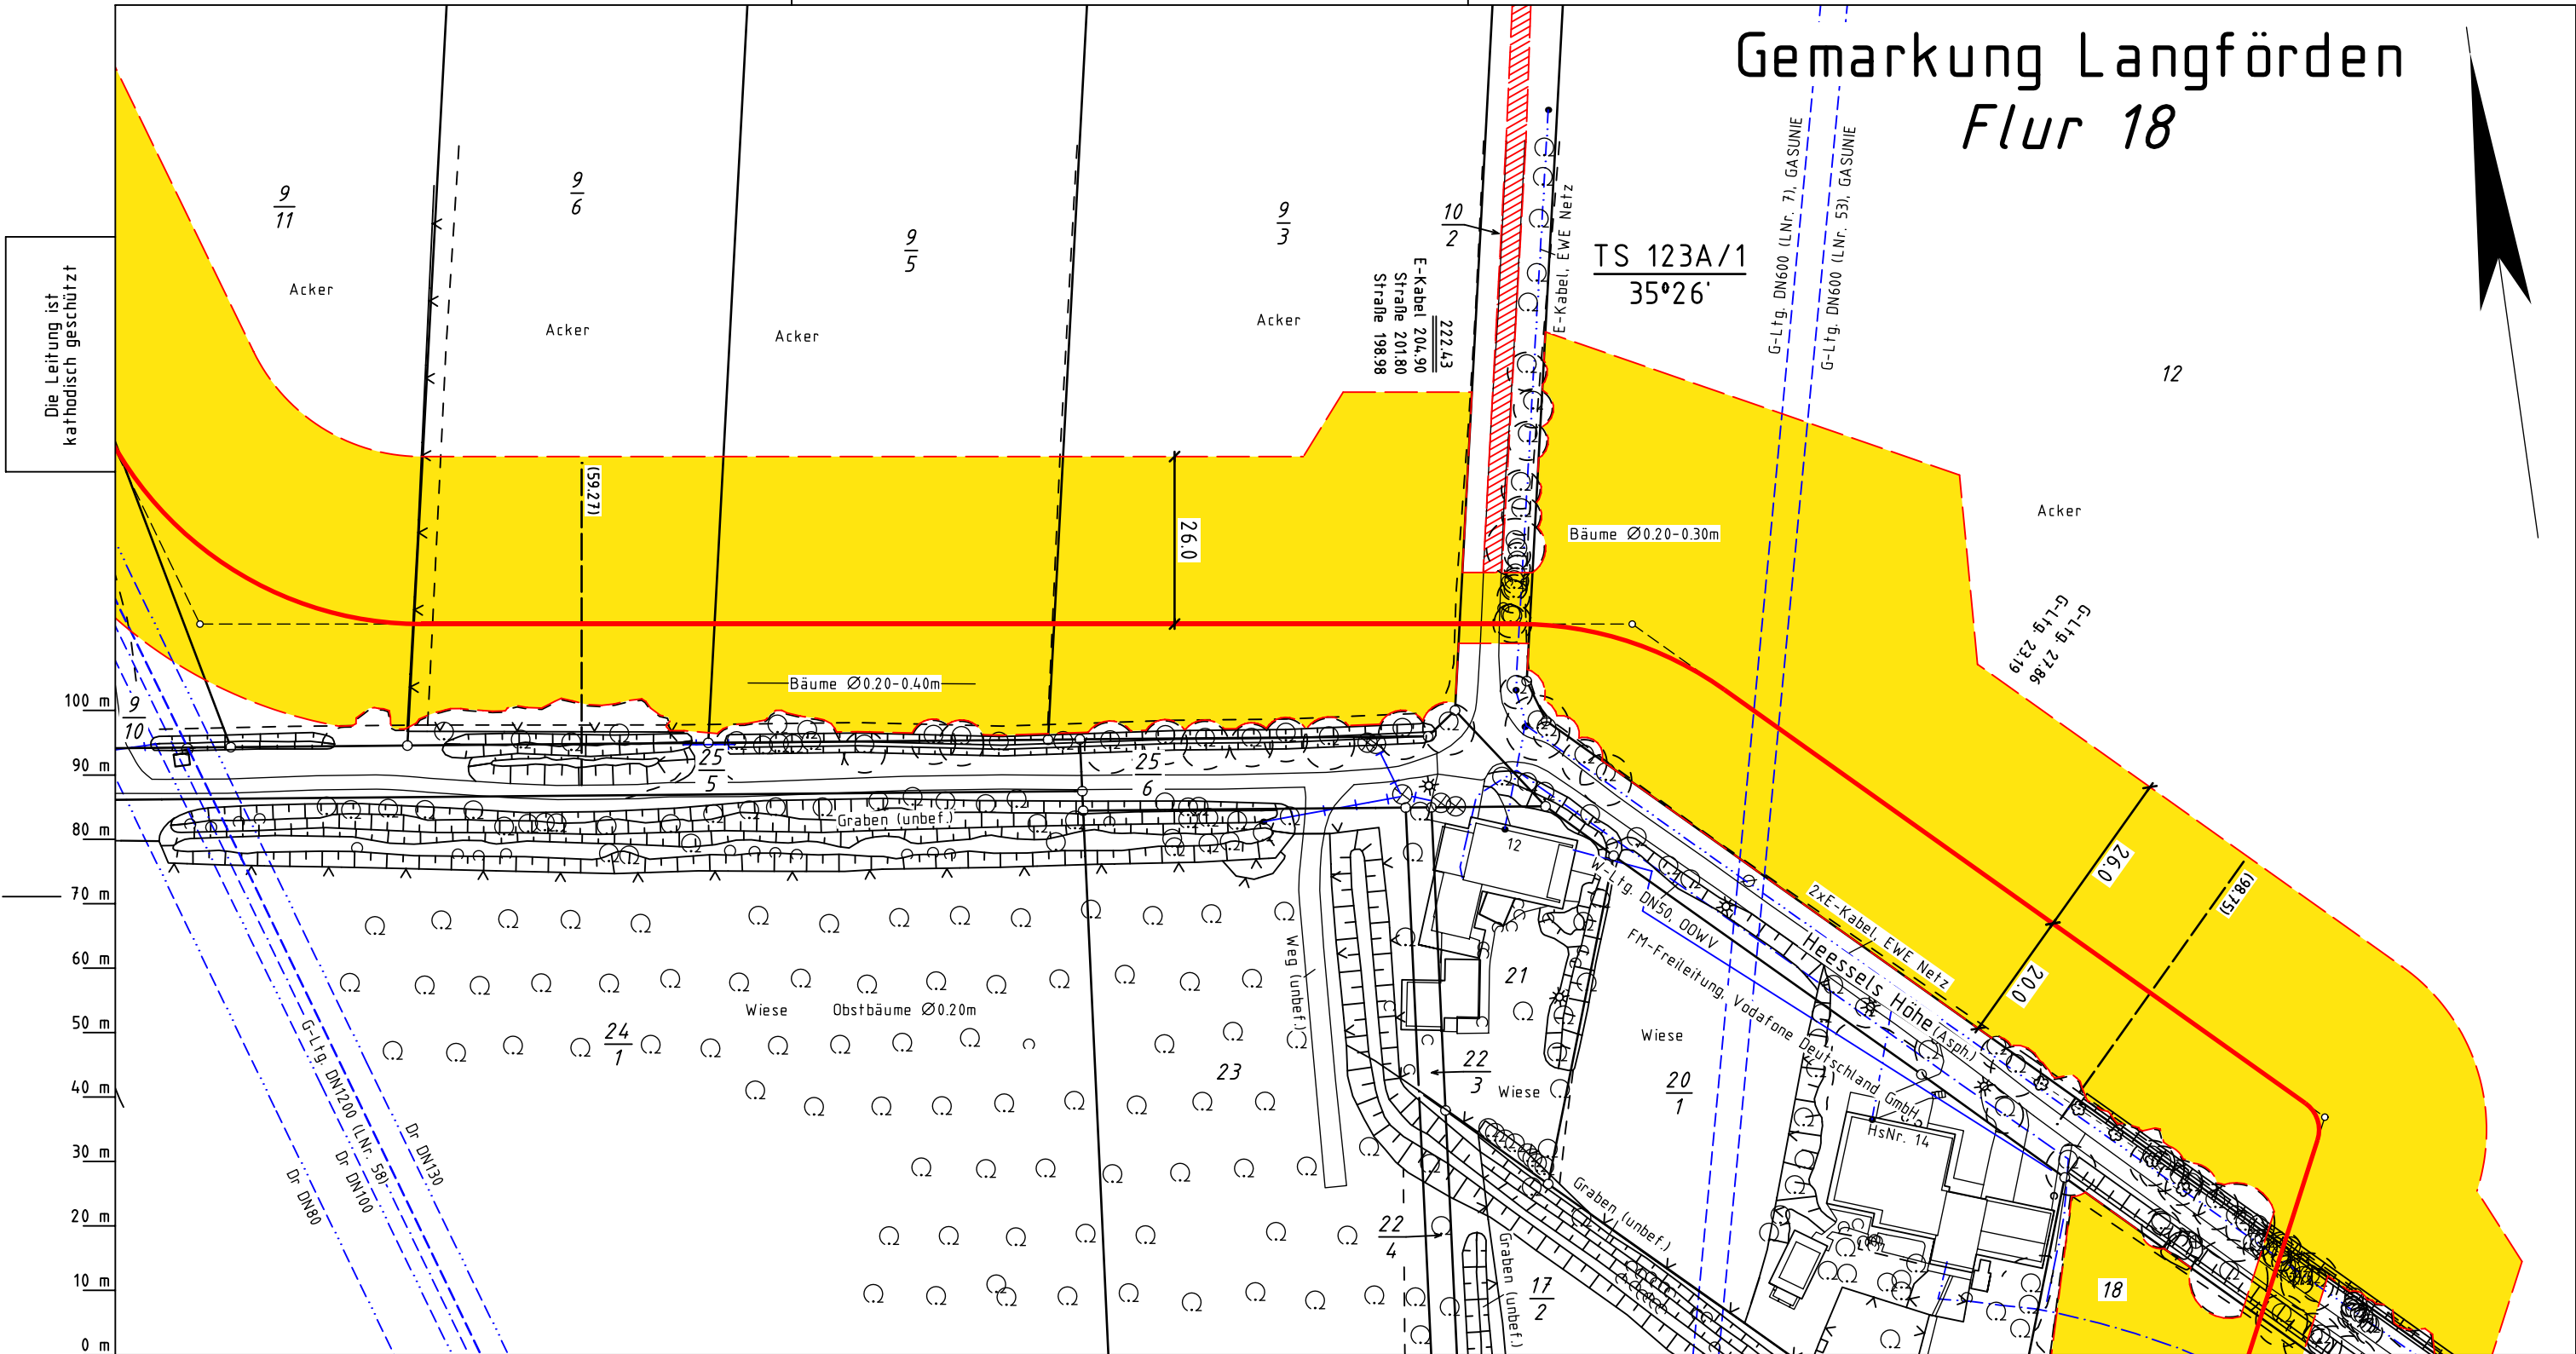 Gemarkung Langförden
Flur 18
Die Leitung ist
kathodisch geschützt
9
11
9
6
9
5
9
3
10
2
12
Acker
Acker
Acker
Acker
Acker
TS 123A/1
35°26'
222.43
E-Kabel 204.90
Straße 201.80
Straße 198.98
E-Kabel, EWE Netz
G-Ltg. DN600 (LNr. 7), GASUNIE
G-Ltg. DN600 (LNr. 53), GASUNIE
(59.27)
26.0
Bäume Ø0.20-0.30m
Bäume Ø0.20-0.40m
G-Ltg. 27.86
G-Ltg. 23.19
100 m
90 m
80 m
70 m
60 m
50 m
40 m
30 m
20 m
10 m
0 m
9
10
25
5
25
6
Graben (unbef.)
12
W-Ltg. DN50, OOWV
FM-Freileitung, Vodafone Deutschland GmbH
2xE-Kabel, EWE Netz
Heessels Höhe (Asph.)
26.0
20.0
(98.75)
Weg (unbef.)
Wiese
Obstbäume Ø0.20m
24
1
23
21
22
3
Wiese
Wiese
20
1
HsNr. 14
G-Ltg. DN1200 (LNr. 58)
Dr DN130
Dr DN100
Dr DN80
Graben (unbef.)
22
4
Graben (unbef.)
17
2
18